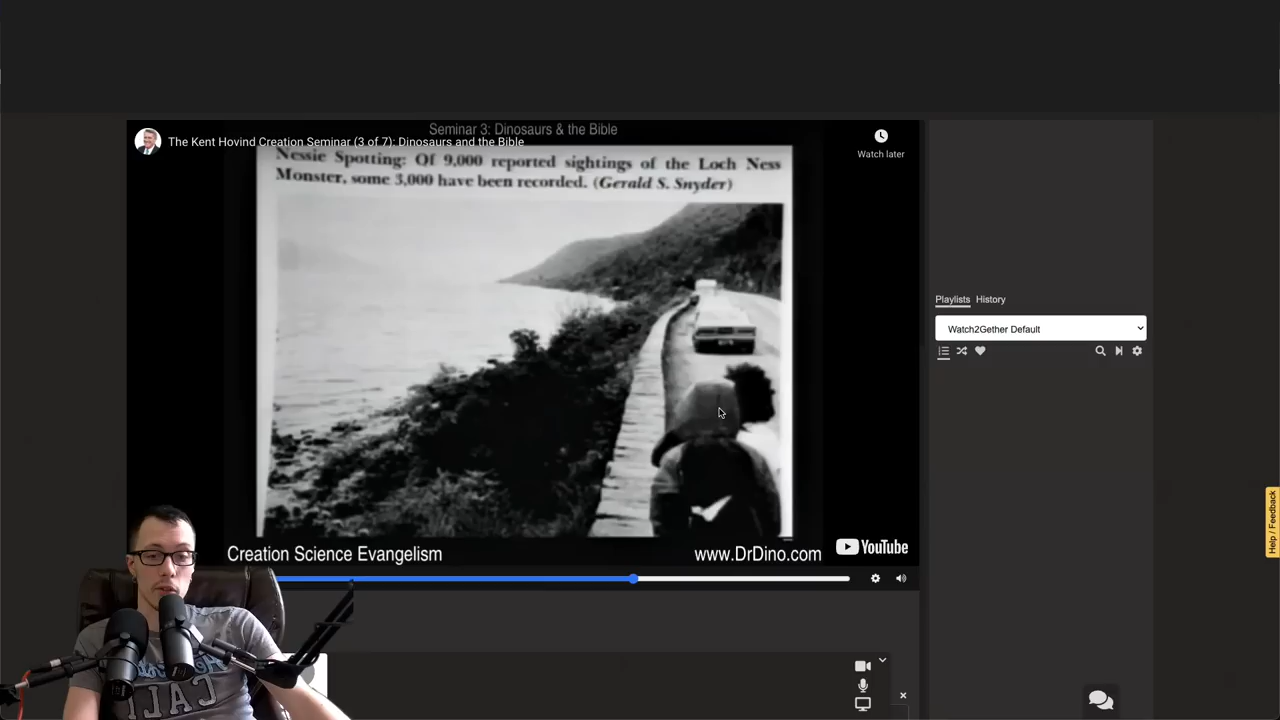 Seminar 3: Dinosaurs & the Bible
The Kent Hovind Creation Seminar (3 of 7): Dinosaurs and the Bible
Watch later
Nessie Spotting: Of 9,000 reported sightings of the Loch Ness
Monster, some 3,000 have been recorded. (Gerald S. Snyder)
Playlists History
Watch2Gether Default
Help / Feedback
Creation Science Evangelism
www.DrDino.com
YouTube
CALI